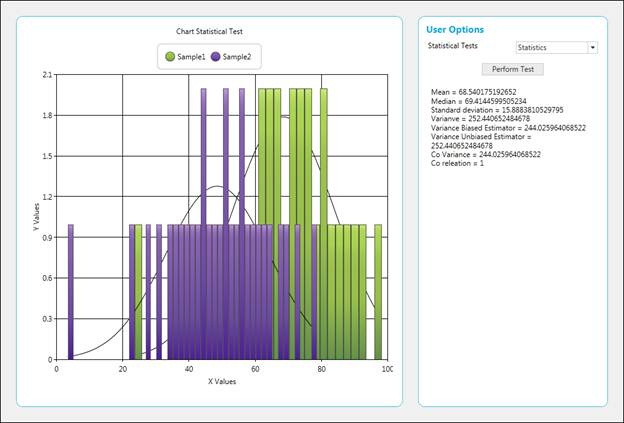 Chart Statistical Test
Sample1 Sample2
2.1
1.8
1.5
1.2
0.9
0.6
0.3
0
Y Values
0 20 40 60 80 100
X Values
User Options
Statistical Tests Statistics
Perform Test
Mean = 68.540175192652
Median = 69.4144599505234
Standard deviation = 15.8883810529795
Varianve = 252.440652484678
Variance Biased Estimator = 244.025964068522
Variance Unbiased Estimator =
252.440652484678
Co Variance = 244.025964068522
Co releation = 1